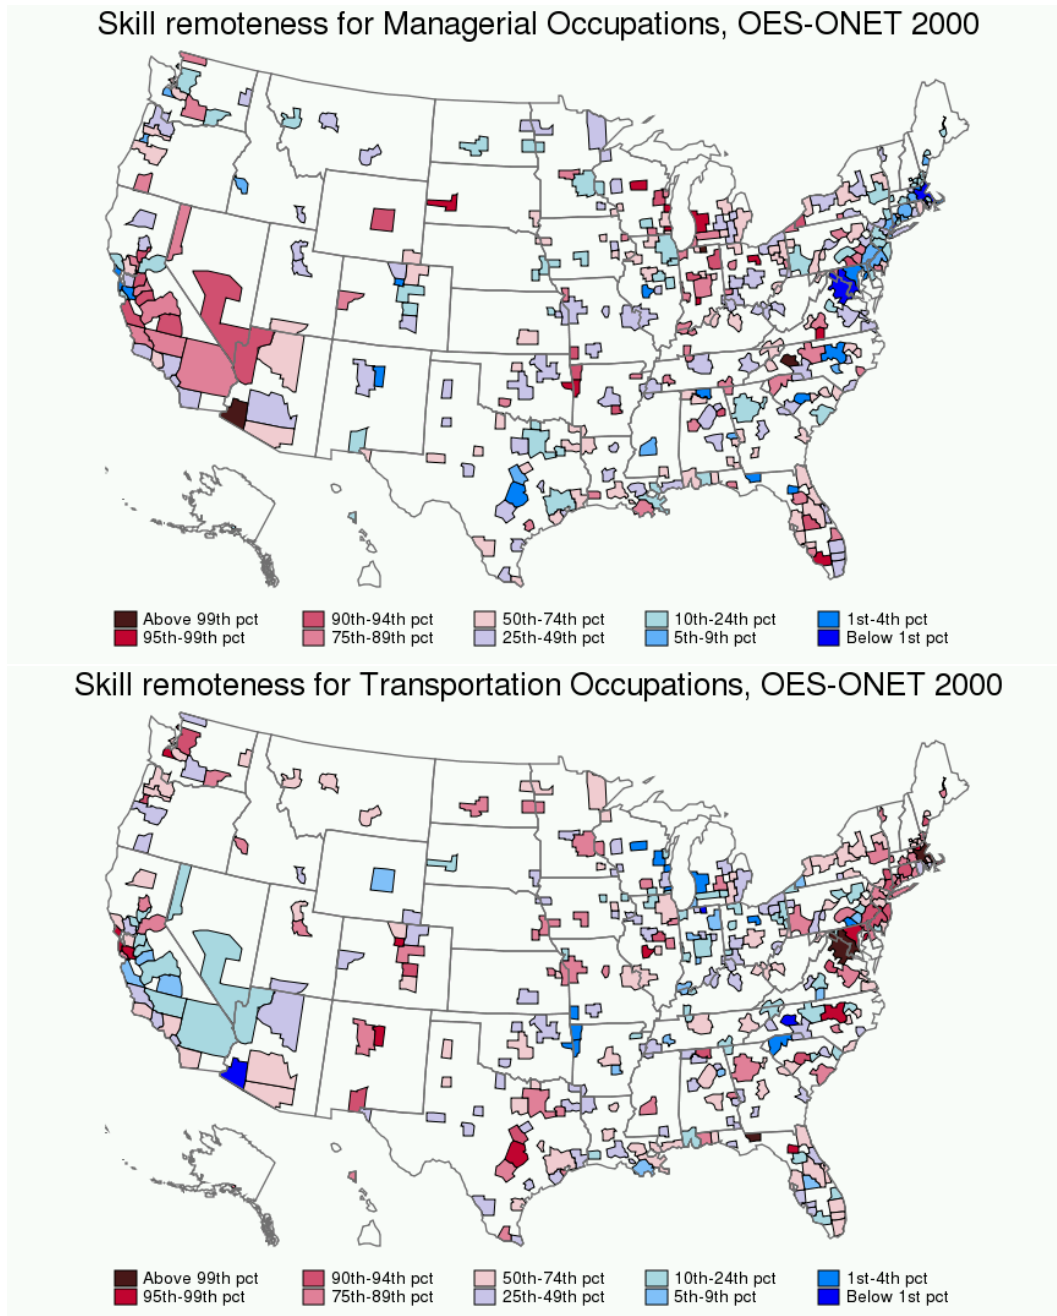 Skill remoteness for Managerial Occupations, OES-ONET 2000
Above 99th pct 90th-94th pct 50th-74th pct 10th-24th pct 1st-4th pct
95th-99th pct 75th-89th pct 25th-49th pct 5th-9th pct Below 1st pct
Skill remoteness for Transportation Occupations, OES-ONET 2000
Above 99th pct 90th-94th pct 50th-74th pct 10th-24th pct 1st-4th pct
95th-99th pct 75th-89th pct 25th-49th pct 5th-9th pct Below 1st pct